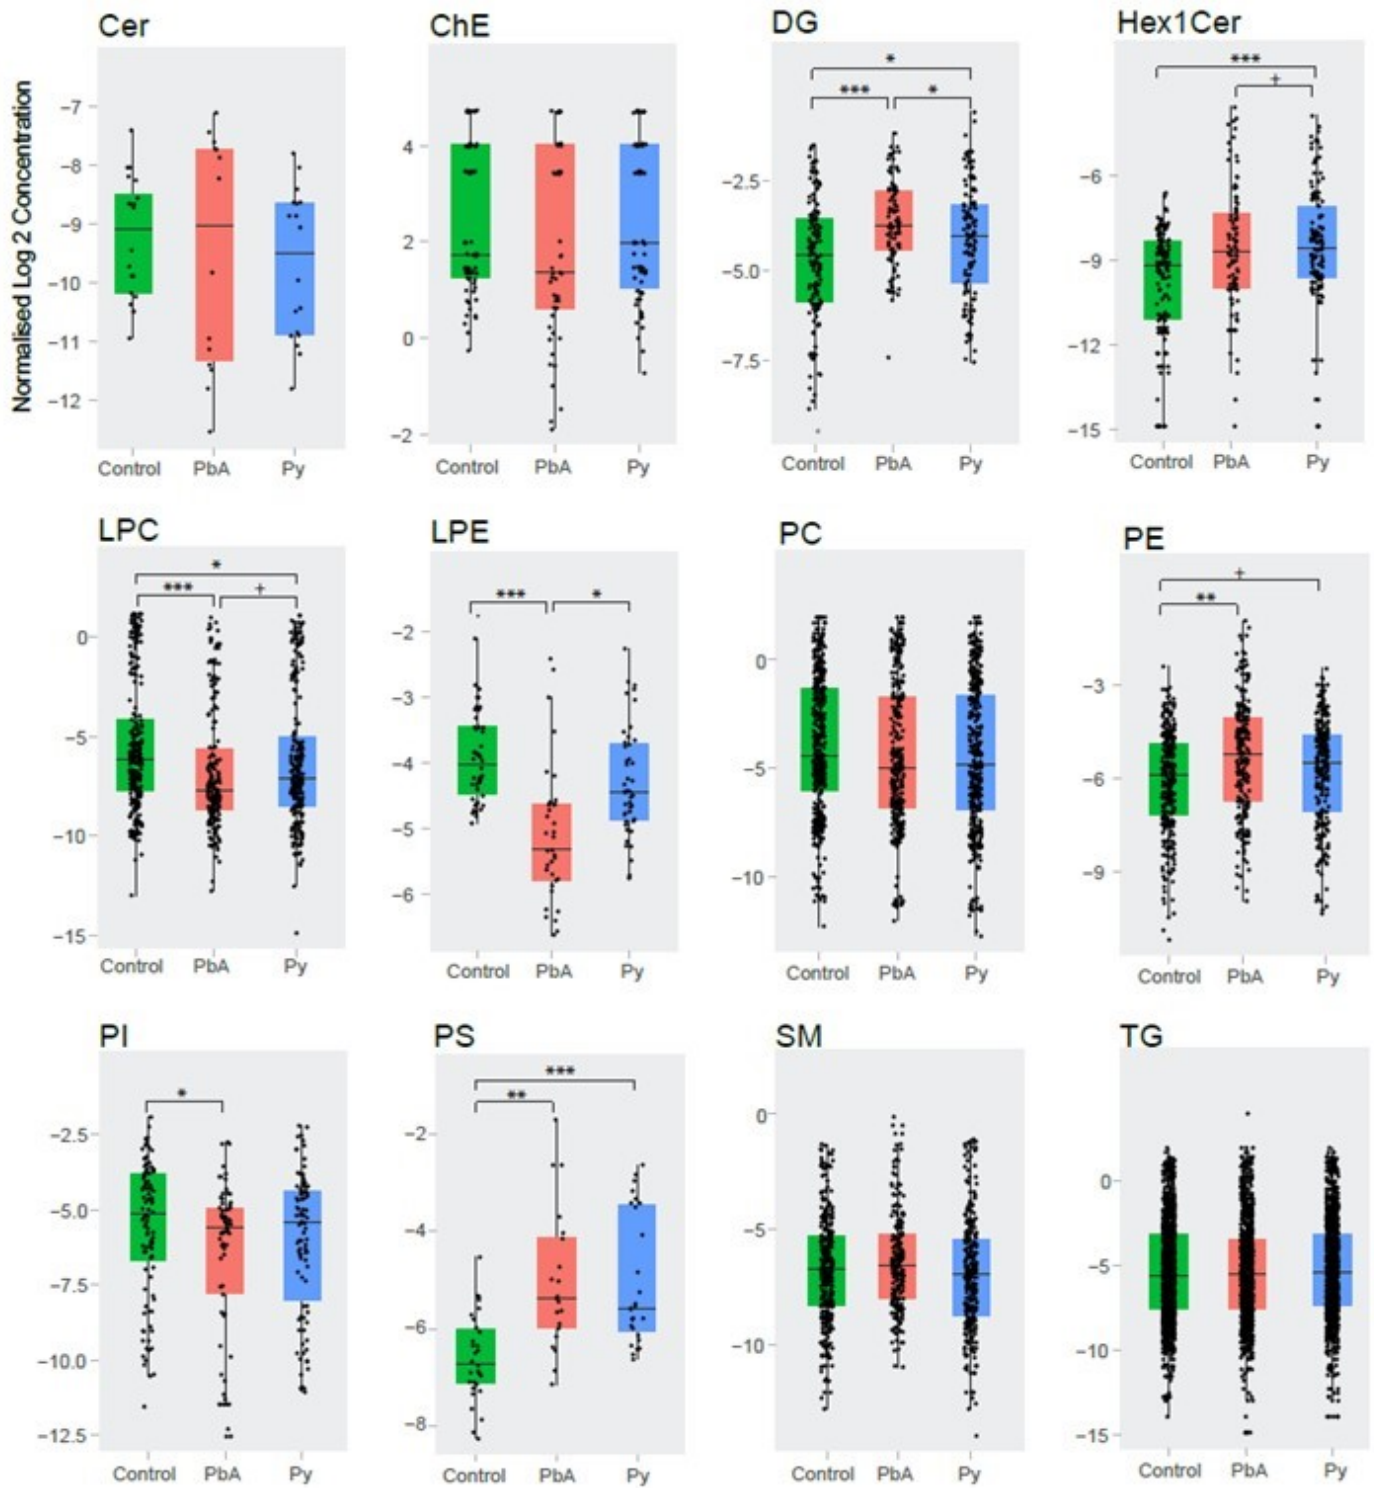 Cer
ChE
DG
Hex1Cer
Normalised Log 2 Concentration
−7
−8
−9
−10
−11
−12
Control PbA Py
4
2
0
−2
Control PbA Py
*
*** *
−2.5
−5.0
−7.5
Control PbA Py
***
+
−6
−9
−12
−15
Control PbA Py
LPC
LPE
PC
PE
*
*** +
0
−5
−10
−15
Control PbA Py
*** *
−2
−3
−4
−5
−6
Control PbA Py
0
−5
−10
Control PbA Py
+
**
−3
−6
−9
Control PbA Py
PI
PS
SM
TG
*
−2.5
−5.0
−7.5
−10.0
−12.5
Control PbA Py
***
**
−2
−4
−6
−8
Control PbA Py
0
−5
−10
Control PbA Py
0
−5
−10
−15
Control PbA Py